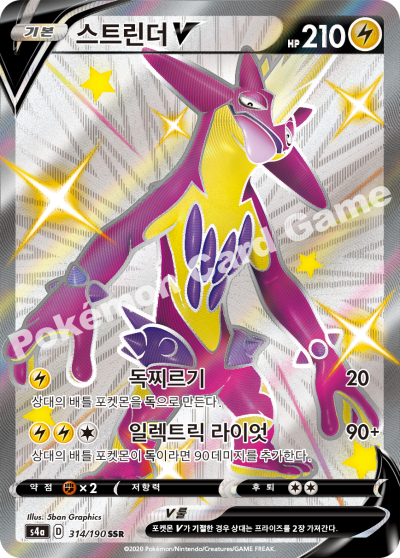 기본 스트린더V HP 210
Pokémon Card Game
독찌르기 20
상대의 배틀 포켓몬을 독으로 만든다.
일렉트릭 라이엇 90+
상대의 배틀 포켓몬이 독이라면 90데미지를 추가한다.
약점 ×2 저항력 후퇴
Illus. 5ban Graphics
V룰
포켓몬 V가 기절한 경우 상대는 프라이즈를 2장 가져간다.
s4a D 314/190 SSR
©2020 Pokémon/Nintendo/Creatures/GAME FREAK.